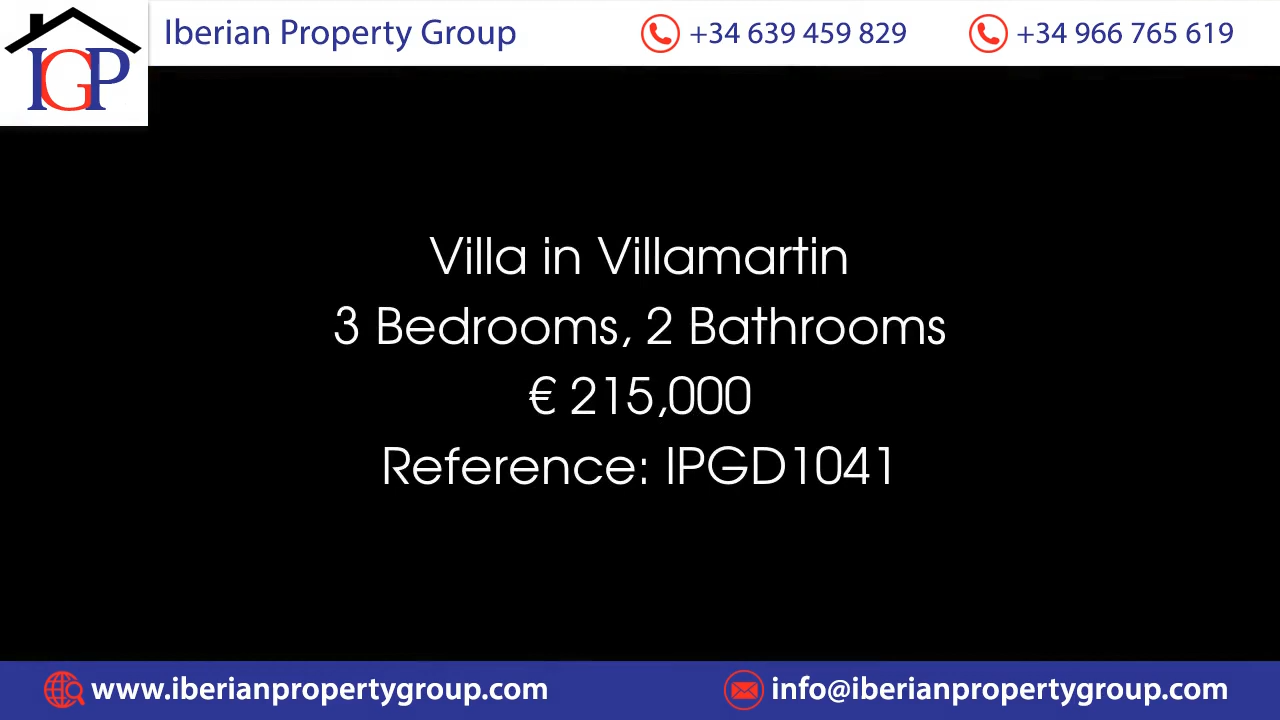 IGP
Iberian Property Group
+34 639 459 829
+34 966 765 619
Villa in Villamartin
3 Bedrooms, 2 Bathrooms
€ 215,000
Reference: IPGD1041
www.iberianpropertygroup.com
info@iberianpropertygroup.com